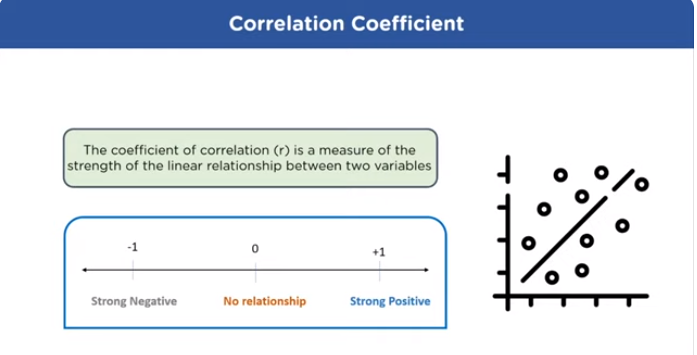 Correlation Coefficient
The coefficient of correlation (r) is a measure of the
strength of the linear relationship between two variables
-1 0 +1
Strong Negative No relationship Strong Positive